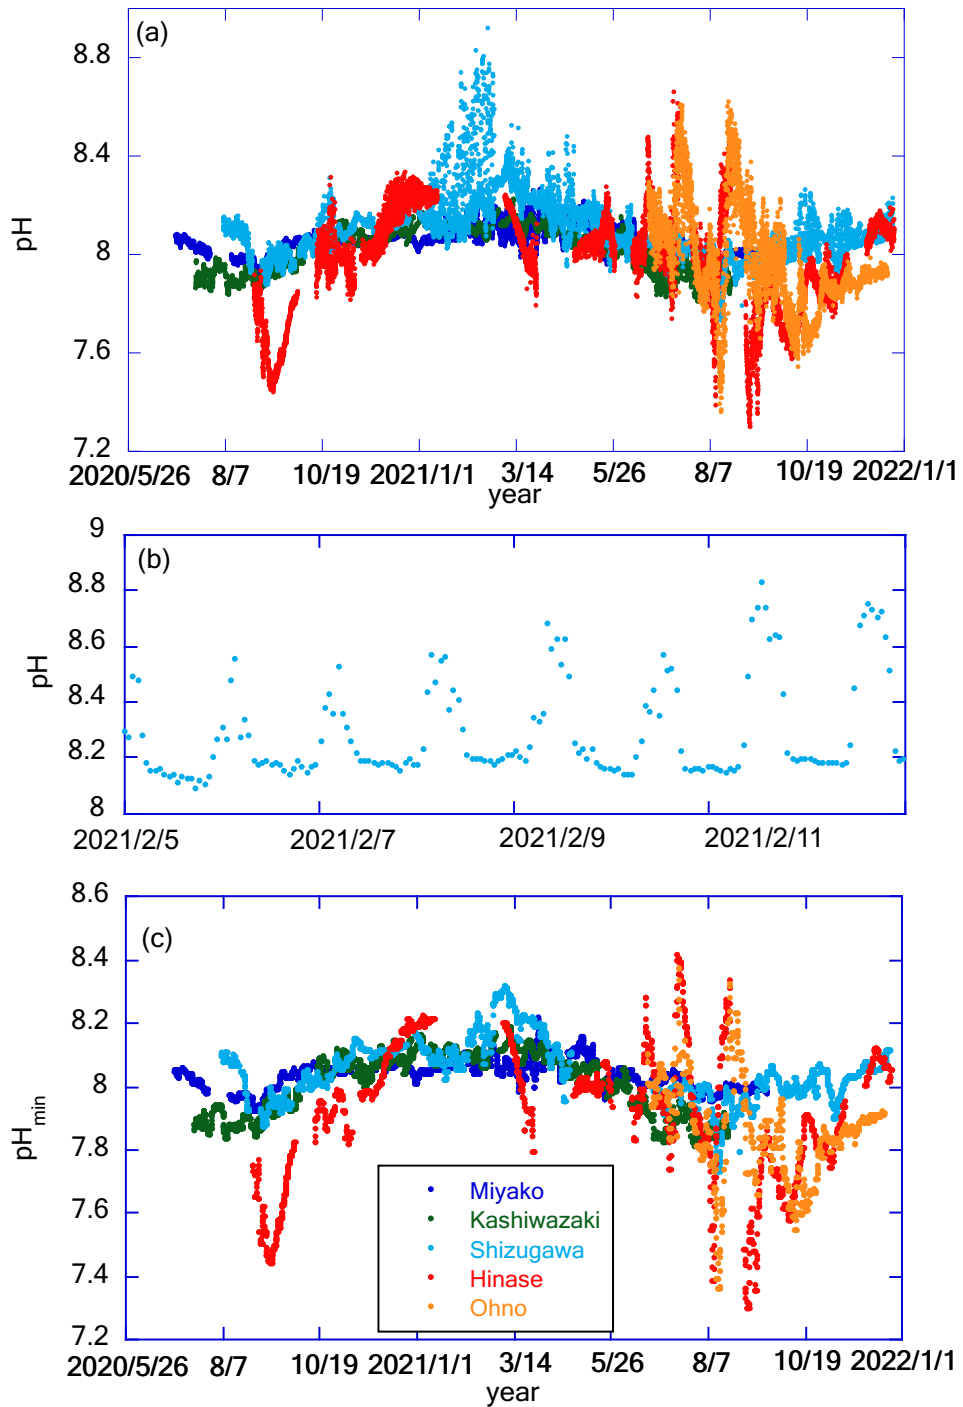 (a)
8.8
8.4
8
7.6
7.2
pH
2020/5/26 8/7 10/19 2021/1/1 3/14 5/26 8/7 10/19 2022/1/1
year
(b)
9
8.8
8.6
8.4
8.2
8
pH
2021/2/5 2021/2/7 2021/2/9 2021/2/11
(c)
8.6
8.4
8.2
8
7.8
7.6
7.4
7.2
pHmin
Miyako
Kashiwazaki
Shizugawa
Hinase
Ohno
2020/5/26 8/7 10/19 2021/1/1 3/14 5/26 8/7 10/19 2022/1/1
year